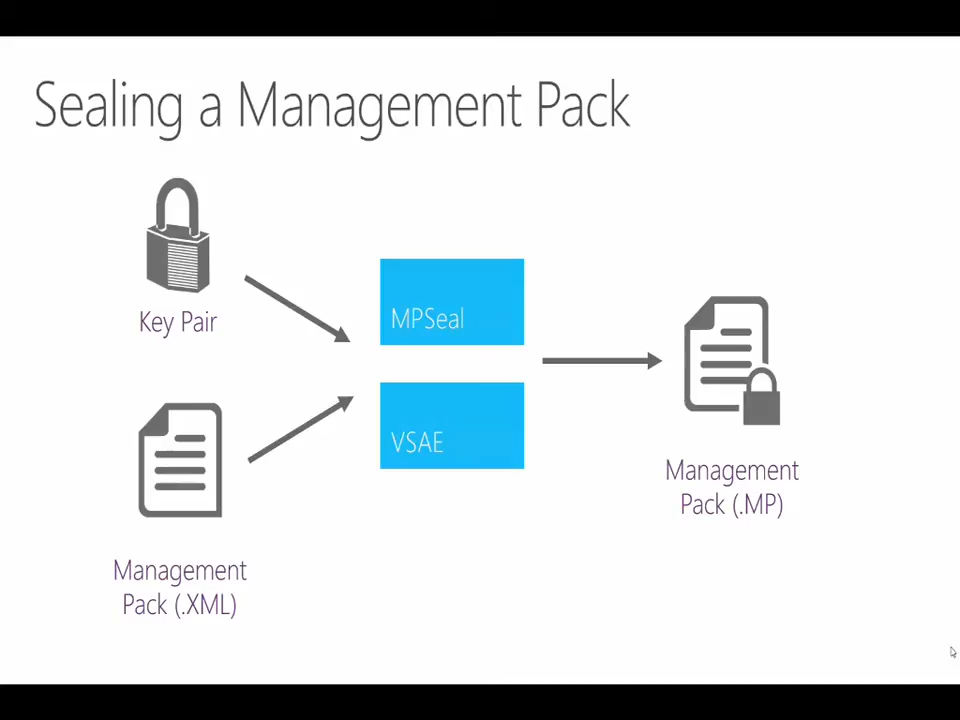 Sealing a Management Pack
Key Pair
MPSeal
VSAE
Management
Pack (.XML)
Management
Pack (.MP)